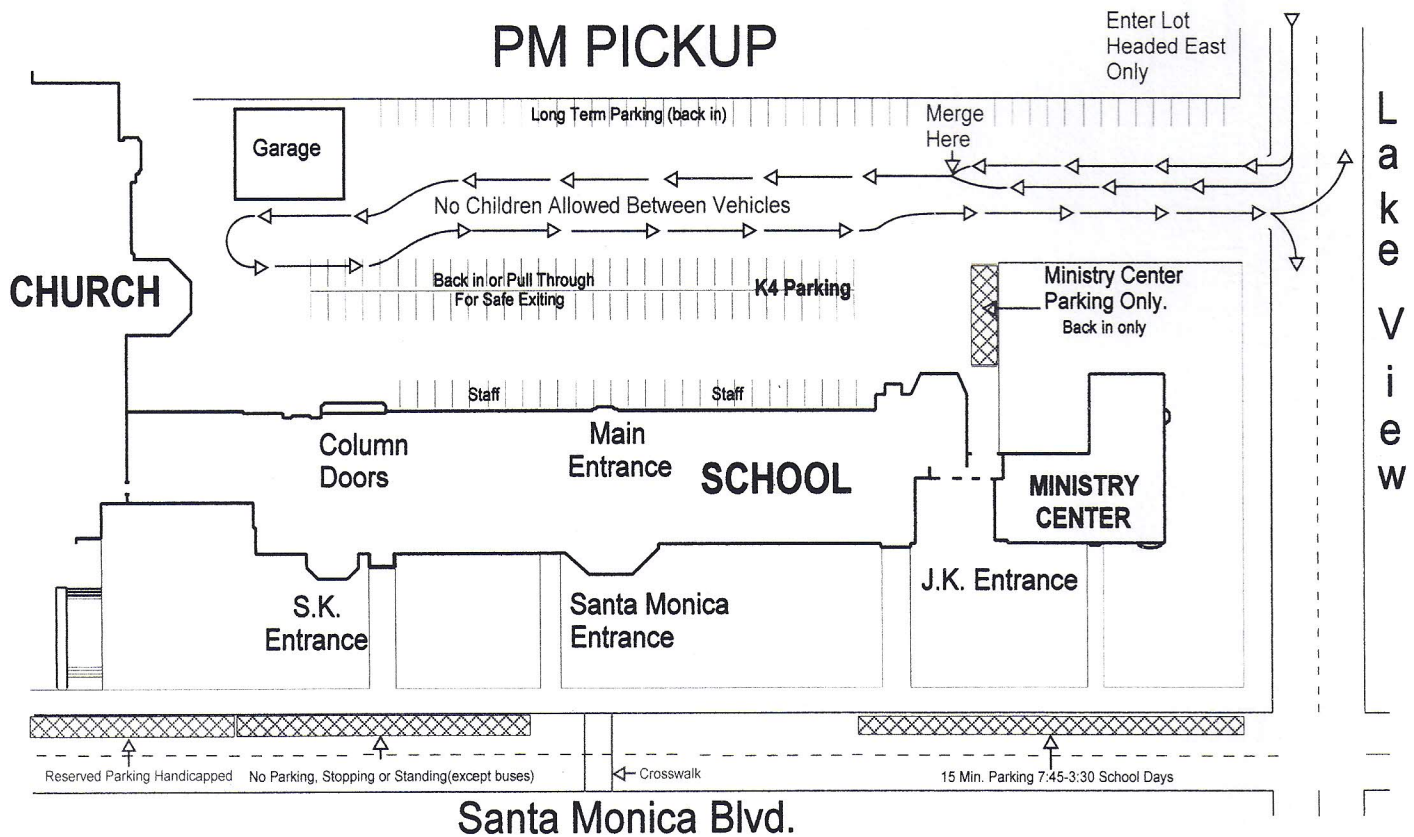 PM PICKUP
Enter Lot
Headed East
Only
Long Term Parking (back in)
Merge
Here
Garage
No Children Allowed Between Vehicles
Lake View
CHURCH
Back in or Pull Through
For Safe Exiting
K4 Parking
Ministry Center
Parking Only.
Back in only
Staff
Staff
Column
Doors
Main
Entrance
SCHOOL
MINISTRY
CENTER
S.K.
Entrance
Santa Monica
Entrance
J.K. Entrance
Reserved Parking Handicapped
No Parking, Stopping or Standing(except buses)
Crosswalk
15 Min. Parking 7:45-3:30 School Days
Santa Monica Blvd.